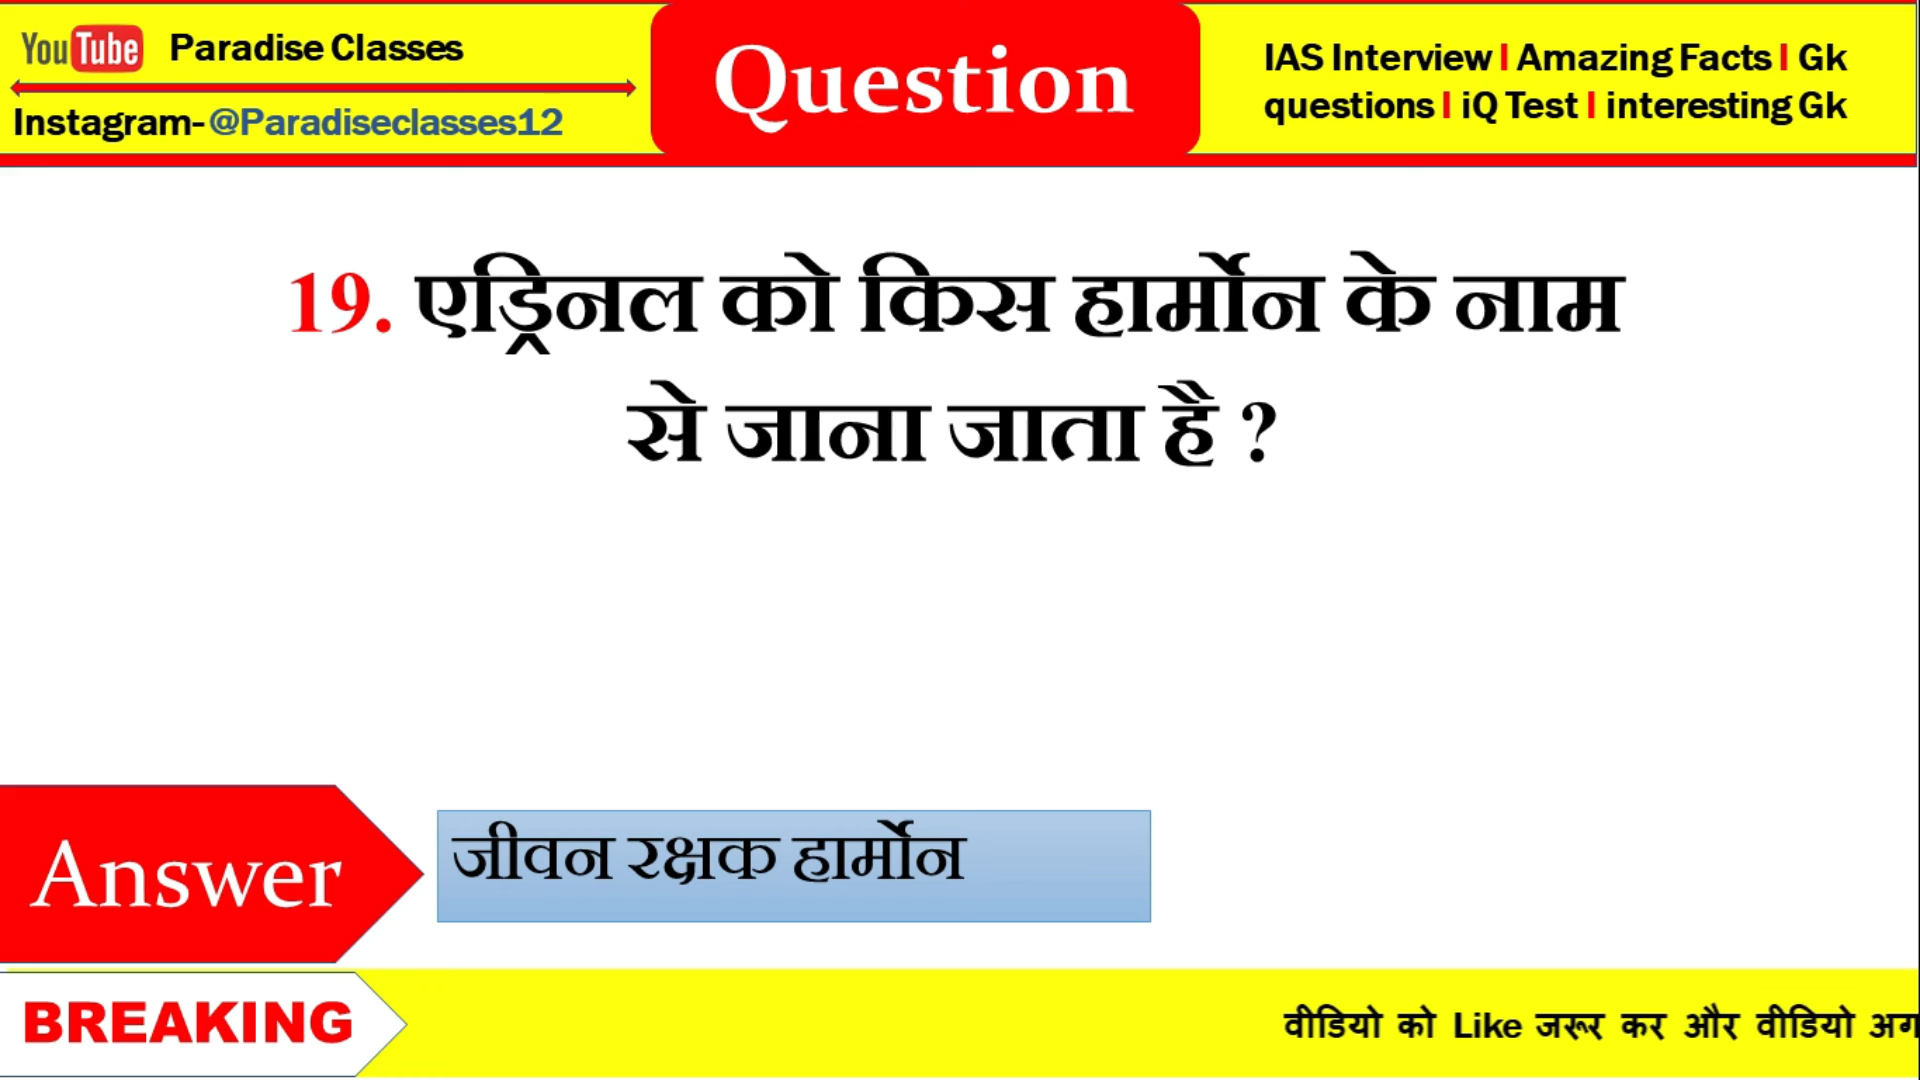 YouTube Paradise Classes
Instagram- @Paradiseclasses12
Question
IAS Interview I Amazing Facts I Gk
questions I iQ Test I interesting Gk
19. एड्रिनल को किस हार्मोन के नाम
से जाना जाता है ?
Answer
जीवन रक्षक हार्मोन
BREAKING
वीडियो को Like जरूर कर और वीडियो